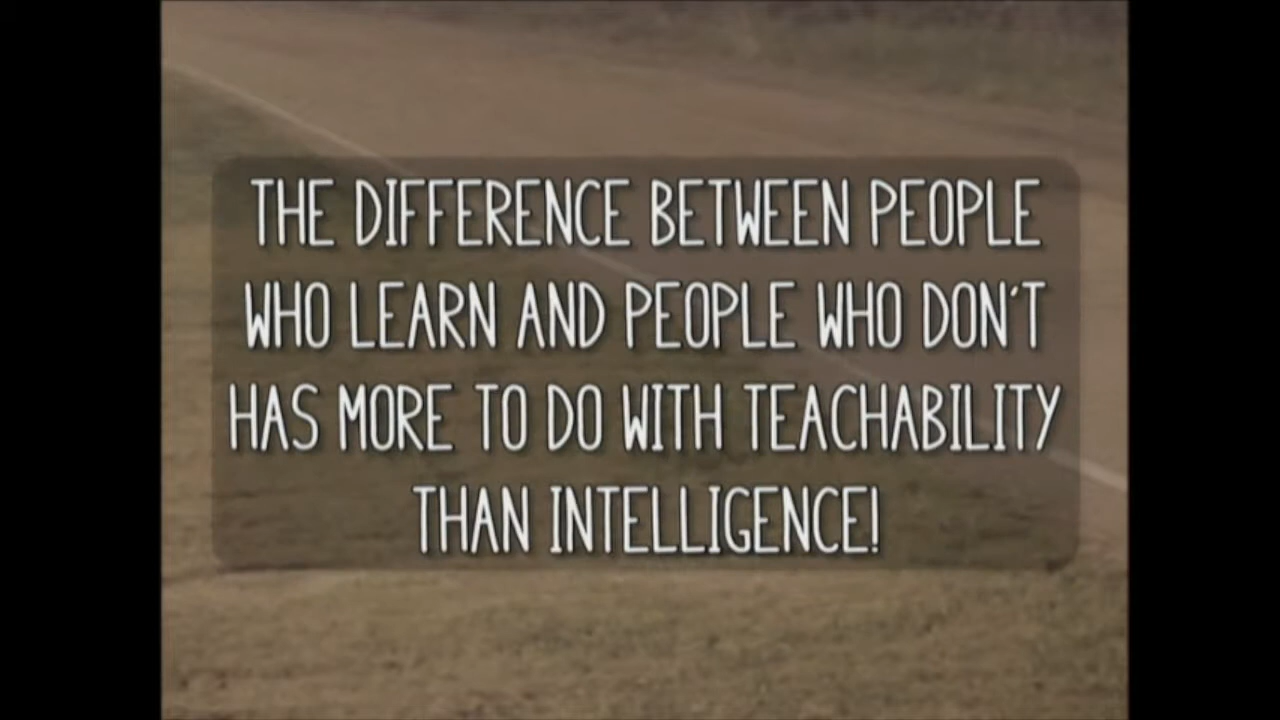 THE DIFFERENCE BETWEEN PEOPLE
WHO LEARN AND PEOPLE WHO DON'T
HAS MORE TO DO WITH TEACHABILITY
THAN INTELLIGENCE!